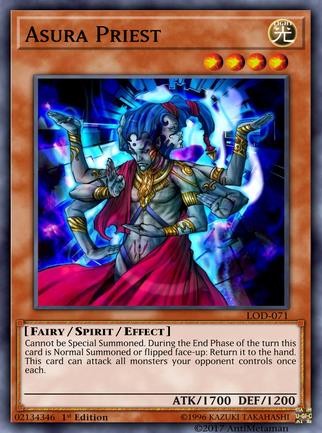 Asura Priest
LIGHT
光
LOD-071
[ Fairy / Spirit / Effect ]
Cannot be Special Summoned. During the End Phase of the turn this
card is Normal Summoned or flipped face-up: Return it to the hand.
This card can attack all monsters your opponent controls once
each.
ATK/1700 DEF/1200
02134346 1st Edition ©1996 KAZUKI TAKAHASHI
©2017 AntiMetaman